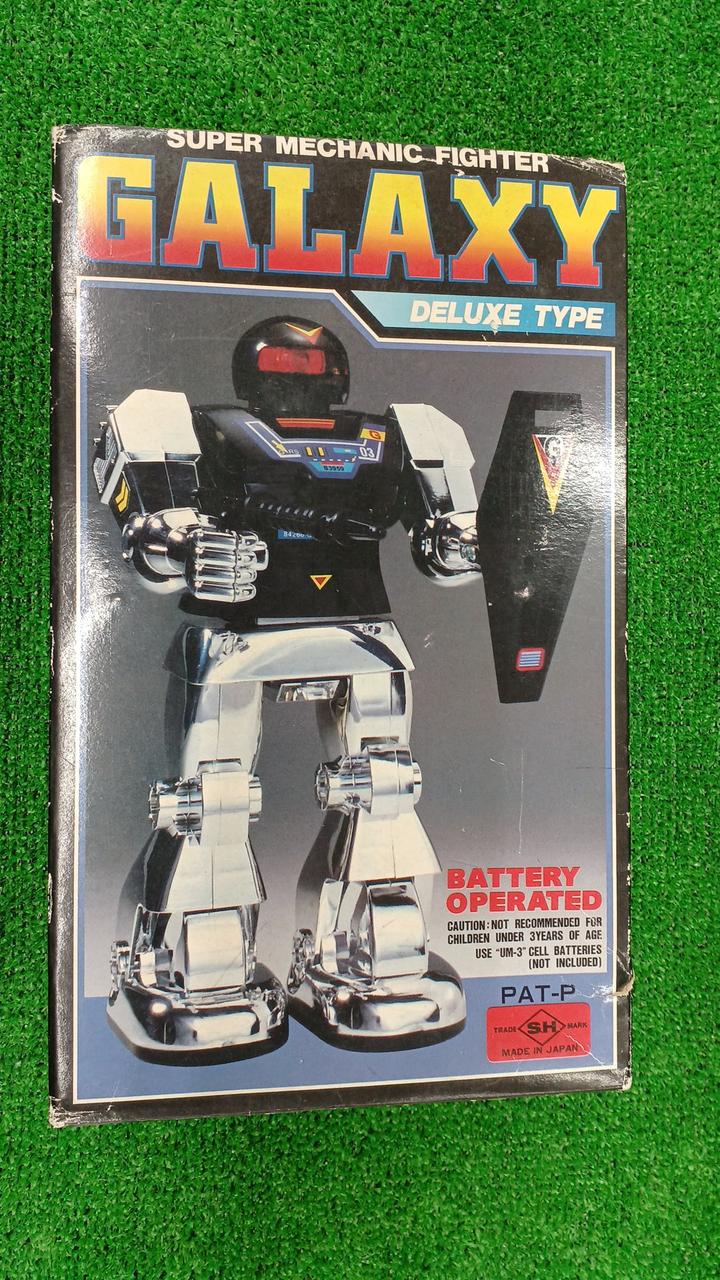 SUPER MECHANIC FIGHTER
GALAXY
DELUXE TYPE
G
03
83959
G
BATTERY
OPERATED
CAUTION: NOT RECOMMENDED FOR
CHILDREN UNDER 3YEARS OF AGE
USE "UM-3" CELL BATTERIES
(NOT INCLUDED)
PAT-P
TRADE S.H MARK
MADE IN JAPAN